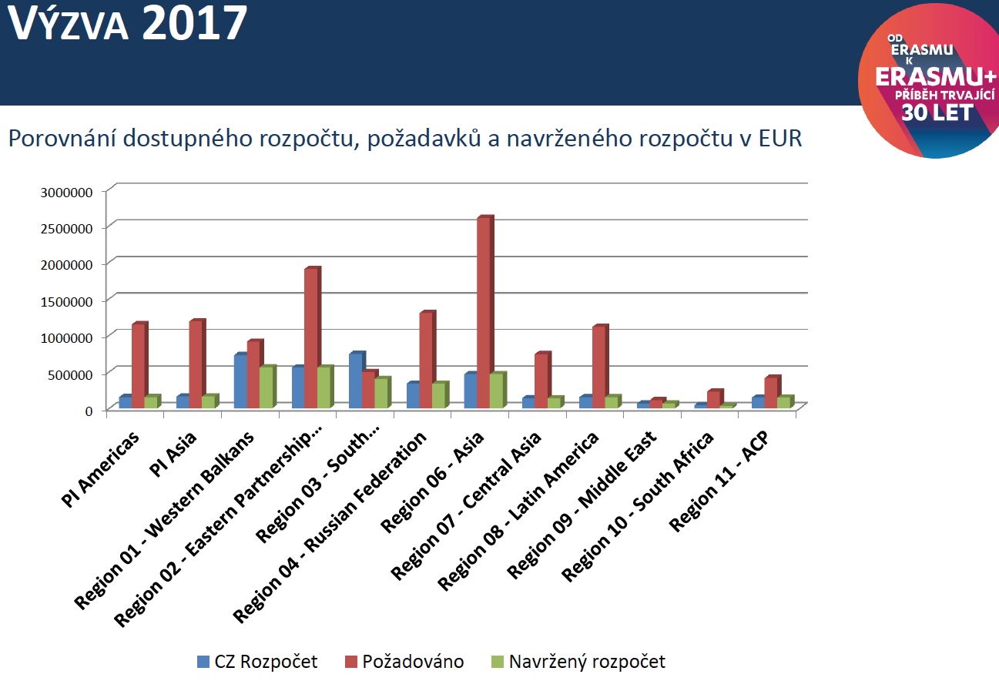 VÝZVA 2017
OD
ERASMU
K
ERASMU+
PŘÍBĚH TRVAJÍCÍ
30 LET
Porovnání dostupného rozpočtu, požadavků a navrženého rozpočtu v EUR
3000000
2500000
2000000
1500000
1000000
500000
0
PI Americas
PI Asia
Region 01 - Western Balkans
Region 02 - Eastern Partnership...
Region 03 - South...
Region 04 - Russian Federation
Region 06 - Asia
Region 07 - Central Asia
Region 08 - Latin America
Region 09 - Middle East
Region 10 - South Africa
Region 11 - ACP
CZ Rozpočet
Požadováno
Navržený rozpočet